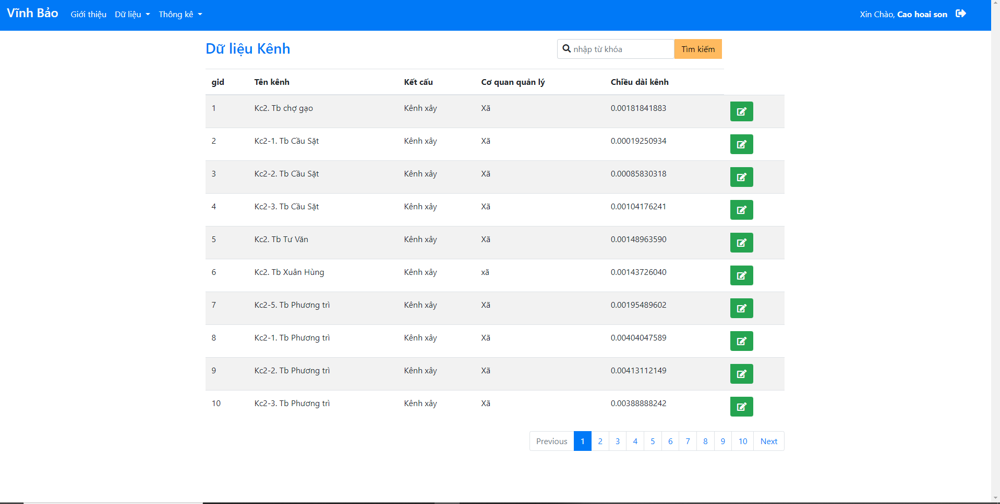 Vĩnh Bảo Giới thiệu Dữ liệu Thông kê Xin Chào, Cao hoai son
Dữ liệu Kênh nhập từ khóa Tìm kiếm
gid Tên kênh Kết cấu Cơ quan quản lý Chiều dài kênh
1 Kc2. Tb chợ gạo Kênh xây Xã 0.00181841883
2 Kc2-1. Tb Cầu Sặt Kênh xây Xã 0.00019250934
3 Kc2-2. Tb Cầu Sặt Kênh xây Xã 0.00085830318
4 Kc2-3. Tb Cầu Sặt Kênh xây Xã 0.00104176241
5 Kc2. Tb Tư Văn Kênh xây Xã 0.00148963590
6 Kc2. Tb Xuân Hùng Kênh xây xã 0.00143726040
7 Kc2-5. Tb Phương trì Kênh xây Xã 0.00195489602
8 Kc2-1. Tb Phương trì Kênh xây Xã 0.00404047589
9 Kc2-2. Tb Phương trì Kênh xây Xã 0.00413112149
10 Kc2-3. Tb Phương trì Kênh xây Xã 0.00388888242
Previous 1 2 3 4 5 6 7 8 9 10 Next